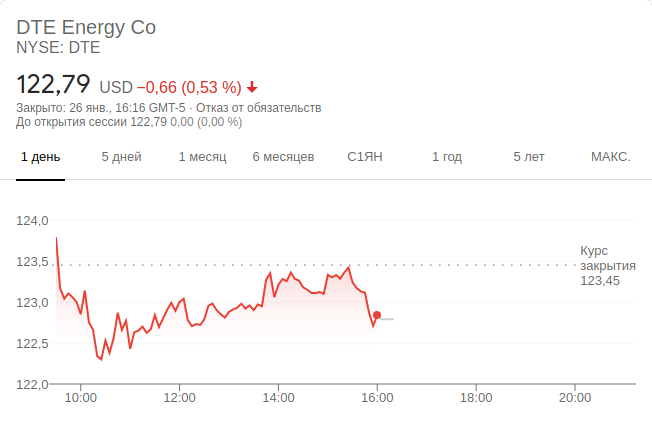 DTE Energy Co
NYSE: DTE
122,79 USD −0,66 (0,53 %)
Закрыто: 26 янв., 16:16 GMT-5 · Отказ от обязательств
До открытия сессии 122,79 0,00 (0,00 %)
1 день 5 дней 1 месяц 6 месяцев С1ЯН 1 год 5 лет МАКС.
124,0
Курс
123,5 закрытия
123,45
123,0
122,5
122,0
10:00 12:00 14:00 16:00 18:00 20:00